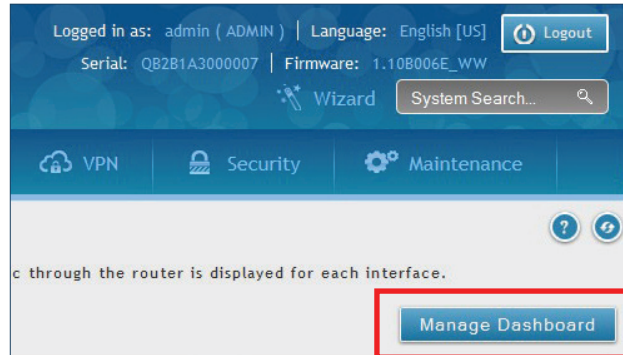 Logged in as: admin ( ADMIN ) | Language: English [US] Logout
Serial: QB2B1A3000007 | Firmware: 1.10B006E_WW
Wizard System Search...
VPN Security Maintenance
?
c through the router is displayed for each interface.
Manage Dashboard